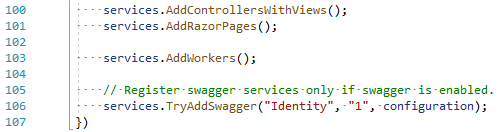 100 services.AddControllersWithViews();
101 services.AddRazorPages();
102
103 services.AddWorkers();
104
105 // Register swagger services only if swagger is enabled.
106 services.TryAddSwagger("Identity", "1", configuration);
107 })